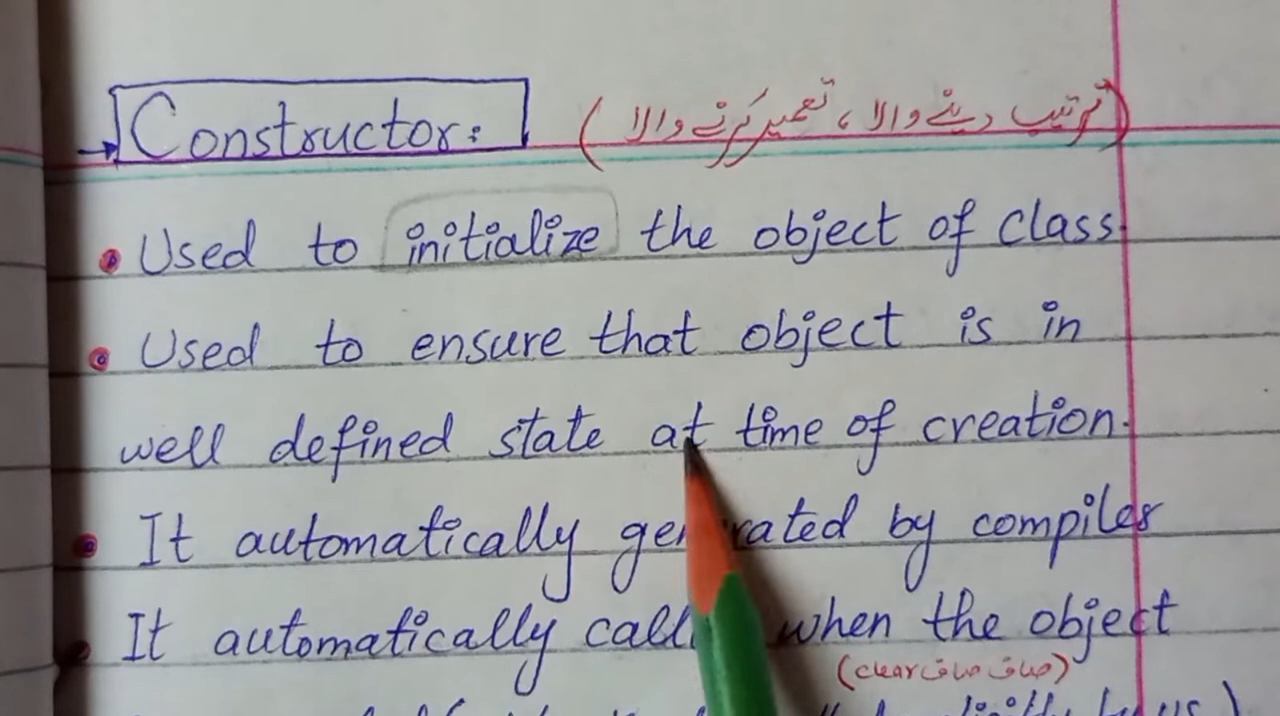 Constructor: (ترتیب دینے والا، تعمیر کرنے والا)
Used to initialize the object of class.
Used to ensure that object is in
well defined state at time of creation.
It automatically generated by compiler
It automatically call when the object
(clear صاف صاف)